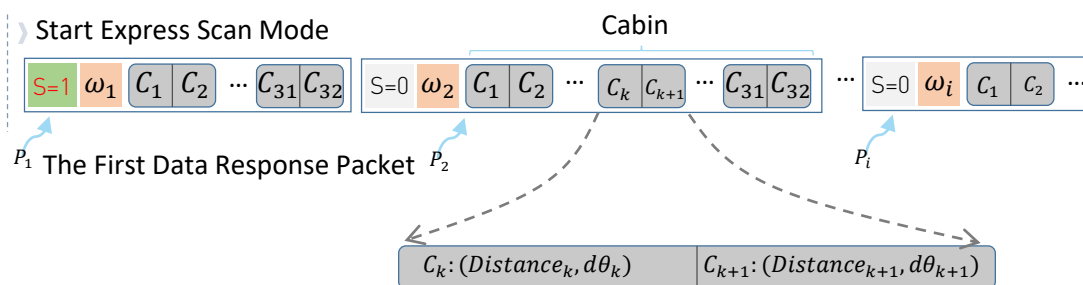 Start Express Scan Mode
Cabin
S=1 ω₁ C₁ C₂ ··· C₃₁ C₃₂
S=0 ω₂ C₁ C₂ ··· Cₖ Cₖ₊₁ ··· C₃₁ C₃₂ ···
S=0 ωᵢ C₁ C₂ ···
P₁ The First Data Response Packet
P₂
Pᵢ
Cₖ: (Distanceₖ, dθₖ)
Cₖ₊₁: (Distanceₖ₊₁, dθₖ₊₁)